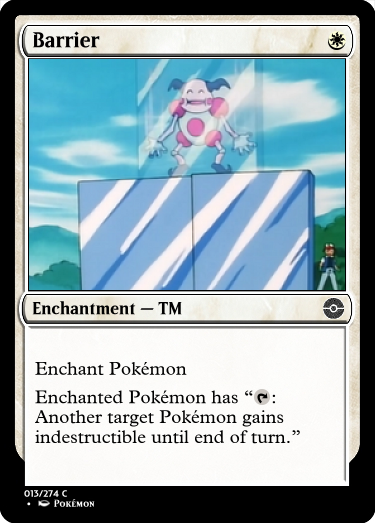 Barrier
Enchantment — TM
Enchant Pokémon
Enchanted Pokémon has “:
Another target Pokémon gains
indestructible until end of turn.”
013/274 C
• Pokémon